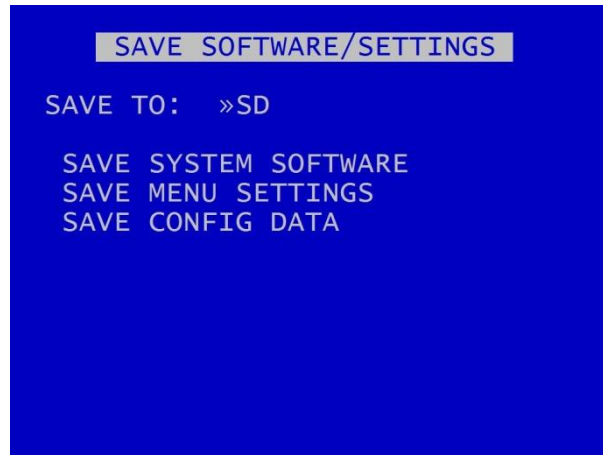 SAVE SOFTWARE/SETTINGS
SAVE TO: »SD
SAVE SYSTEM SOFTWARE
SAVE MENU SETTINGS
SAVE CONFIG DATA